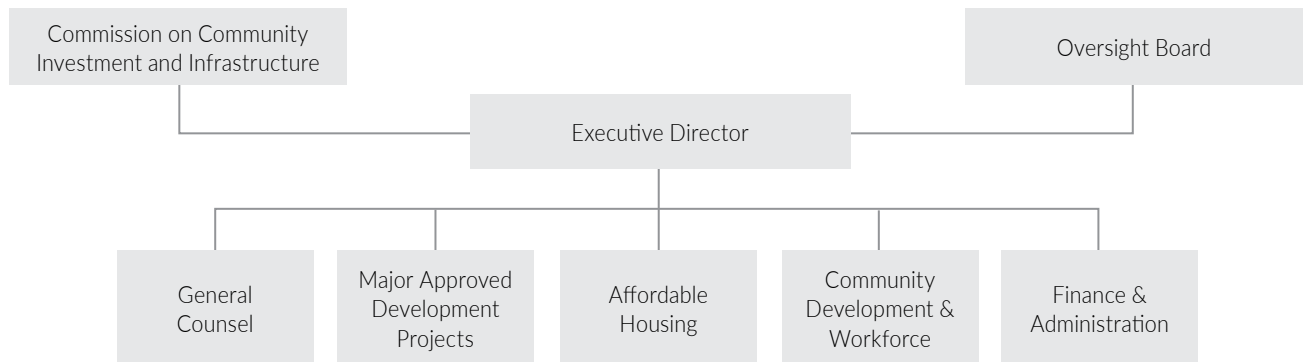 Commission on Community
Investment and Infrastructure
Oversight Board
Executive Director
General
Counsel
Major Approved
Development
Projects
Affordable
Housing
Community
Development &
Workforce
Finance &
Administration